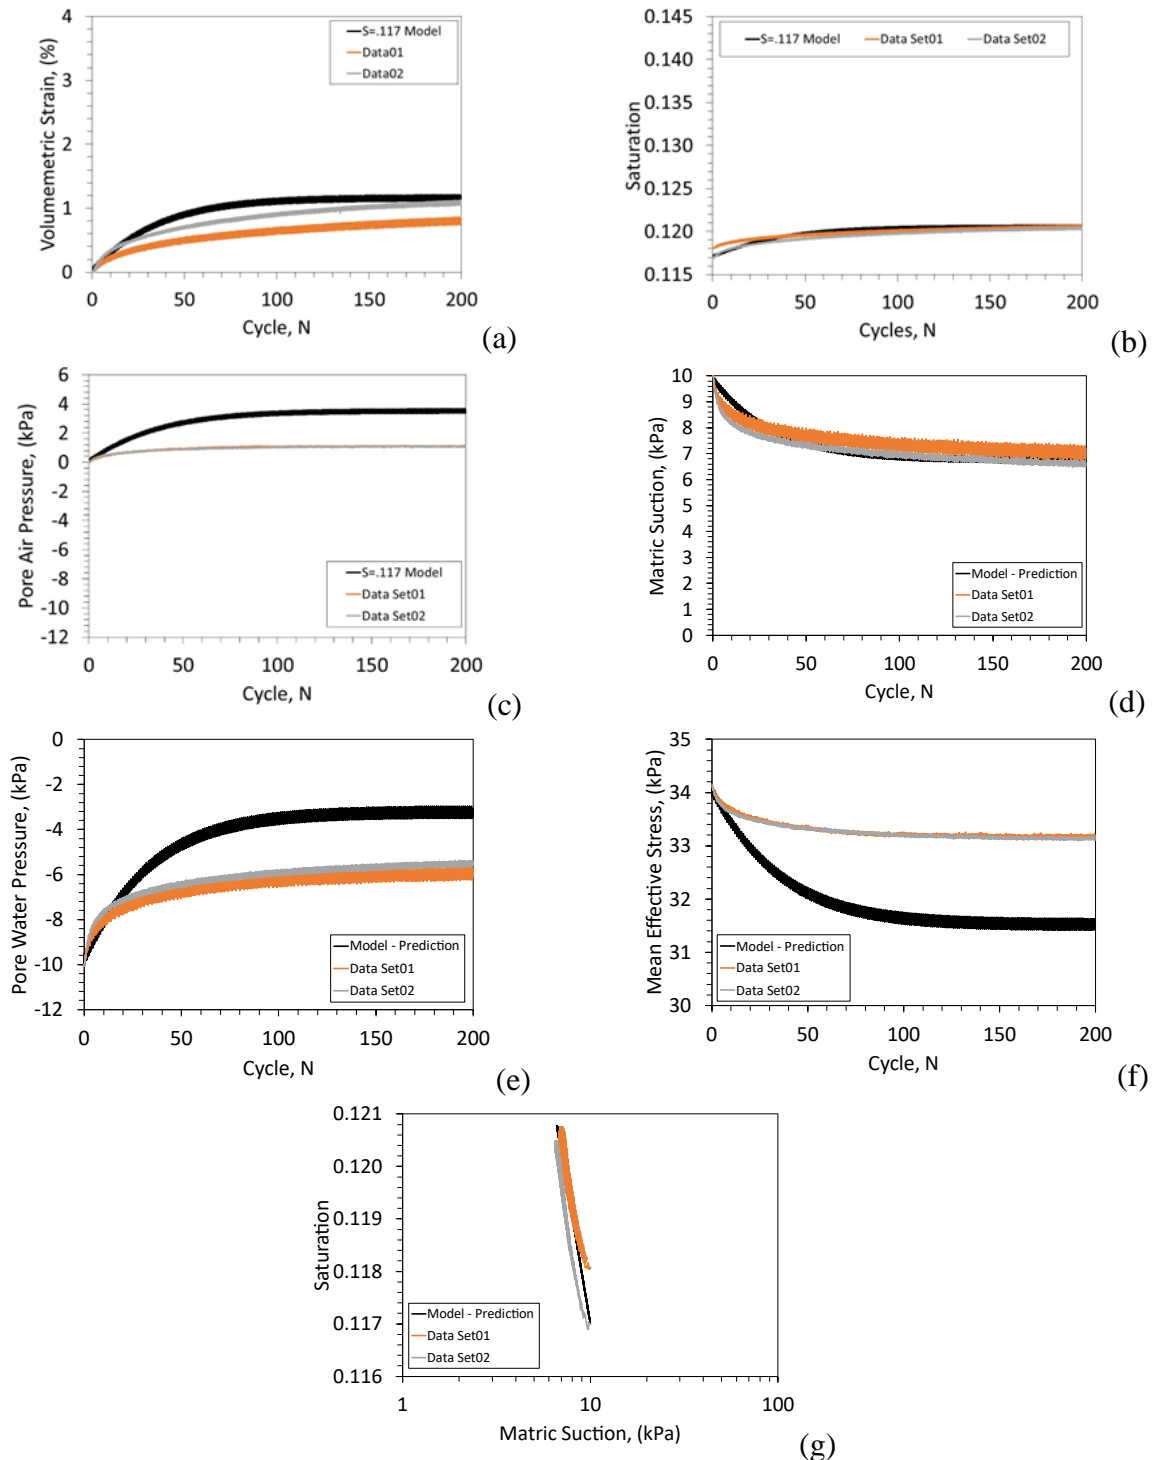 4
3
2
1
0
Volumemetric Strain, (%)
S=.117 Model
Data01
Data02
0 50 100 150 200
Cycle, N
(a)
0.145
0.140
0.135
0.130
0.125
0.120
0.115
Saturation
S=.117 Model Data Set01 Data Set02
0 50 100 150 200
Cycles, N
(b)
6
4
2
0
-2
-4
-6
-8
-10
-12
Pore Air Pressure, (kPa)
S=.117 Model
Data Set01
Data Set02
0 50 100 150 200
Cycle, N
(c)
10
9
8
7
6
5
4
3
2
1
0
Matric Suction, (kPa)
Model - Prediction
Data Set01
Data Set02
0 50 100 150 200
Cycle, N
(d)
0
-2
-4
-6
-8
-10
-12
Pore Water Pressure, (kPa)
Model - Prediction
Data Set01
Data Set02
0 50 100 150 200
Cycle, N
(e)
35
34
33
32
31
30
Mean Effective Stress, (kPa)
Model - Prediction
Data Set01
Data Set02
0 50 100 150 200
Cycle, N
(f)
0.121
0.120
0.119
0.118
0.117
0.116
Saturation
Model - Prediction
Data Set01
Data Set02
1 10 100
Matric Suction, (kPa)
(g)